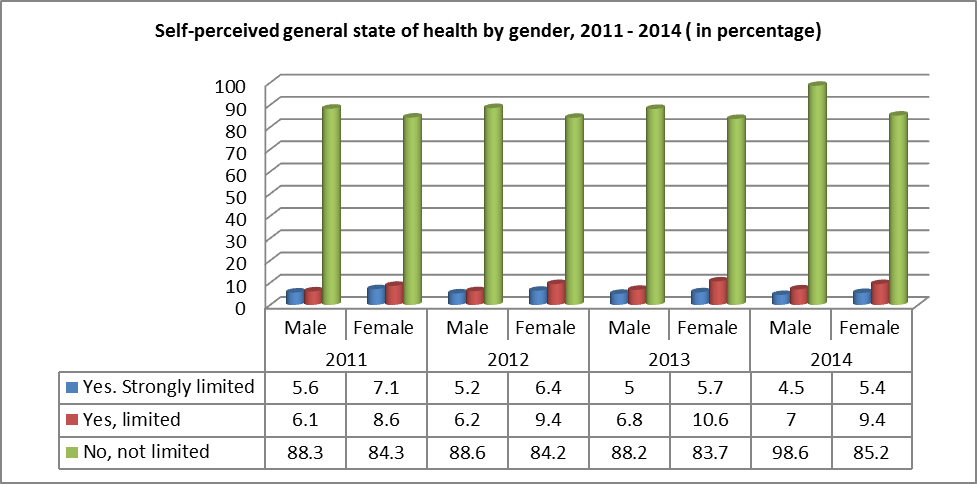 Self-perceived general state of health by gender, 2011 - 2014 ( in percentage)
100
90
80
70
60
50
40
30
20
10
0
Male Female Male Female Male Female Male Female
2011 2012 2013 2014
Yes. Strongly limited 5.6 7.1 5.2 6.4 5 5.7 4.5 5.4
Yes, limited 6.1 8.6 6.2 9.4 6.8 10.6 7 9.4
No, not limited 88.3 84.3 88.6 84.2 88.2 83.7 98.6 85.2